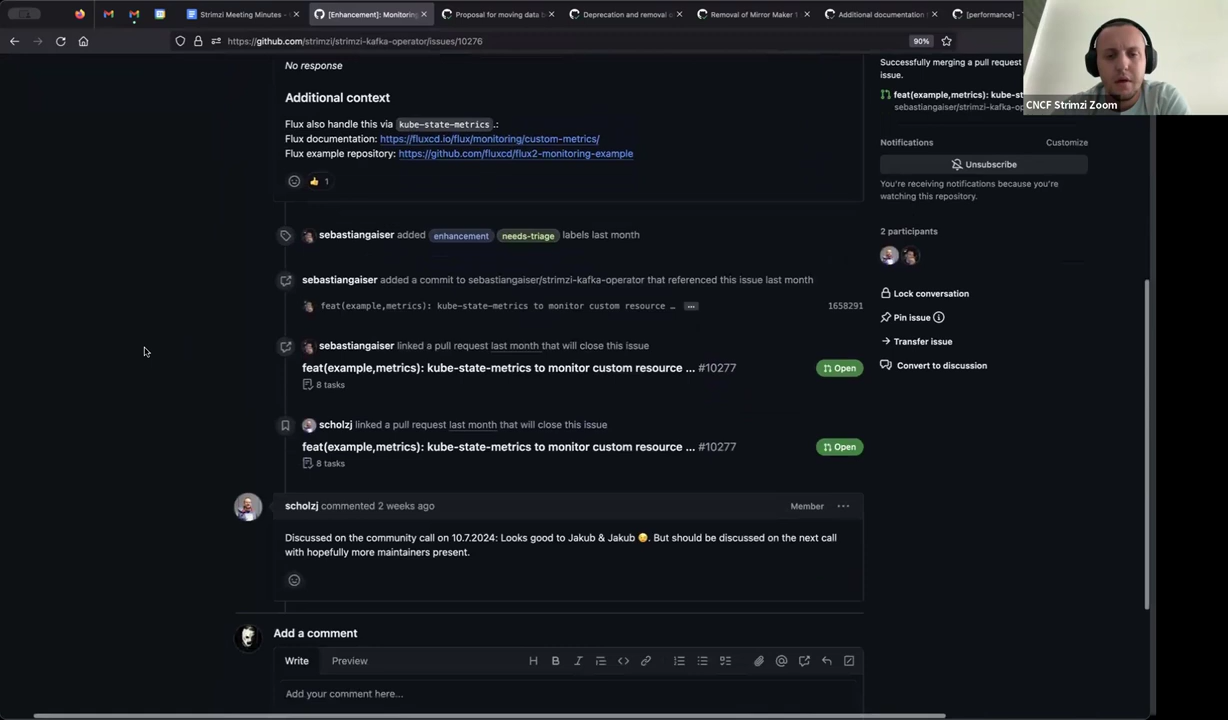 Strimzi Meeting Minutes -
[Enhancement]: Monitoring
Proposal for moving data b
Deprecation and removal o
Removal of Mirror Maker 1
Additional documentation f
[performance] -
https://github.com/strimzi/strimzi-kafka-operator/issues/10276
90%
CNCF Strimzi Zoom
No response
Additional context
Flux also handle this via kube-state-metrics .:
Flux documentation: https://fluxcd.io/flux/monitoring/custom-metrics/
Flux example repository: https://github.com/fluxcd/flux2-monitoring-example
1
sebastiangaiser added enhancement needs-triage labels last month
sebastiangaiser added a commit to sebastiangaiser/strimzi-kafka-operator that referenced this issue last month
feat(example,metrics): kube-state-metrics to monitor custom resource … ... 1658291
sebastiangaiser linked a pull request last month that will close this issue
feat(example,metrics): kube-state-metrics to monitor custom resource ... #10277 Open
8 tasks
scholzj linked a pull request last month that will close this issue
feat(example,metrics): kube-state-metrics to monitor custom resource ... #10277 Open
8 tasks
scholzj commented 2 weeks ago Member ...
Discussed on the community call on 10.7.2024: Looks good to Jakub & Jakub 😉. But should be discussed on the next call
with hopefully more maintainers present.
Add a comment
Write Preview
Add your comment here...
Successfully merging a pull request
issue.
feat(example,metrics): kube-s
sebastiangaiser/strimzi-kafka-o
Notifications Customize
Unsubscribe
You're receiving notifications because you're
watching this repository.
2 participants
Lock conversation
Pin issue
Transfer issue
Convert to discussion